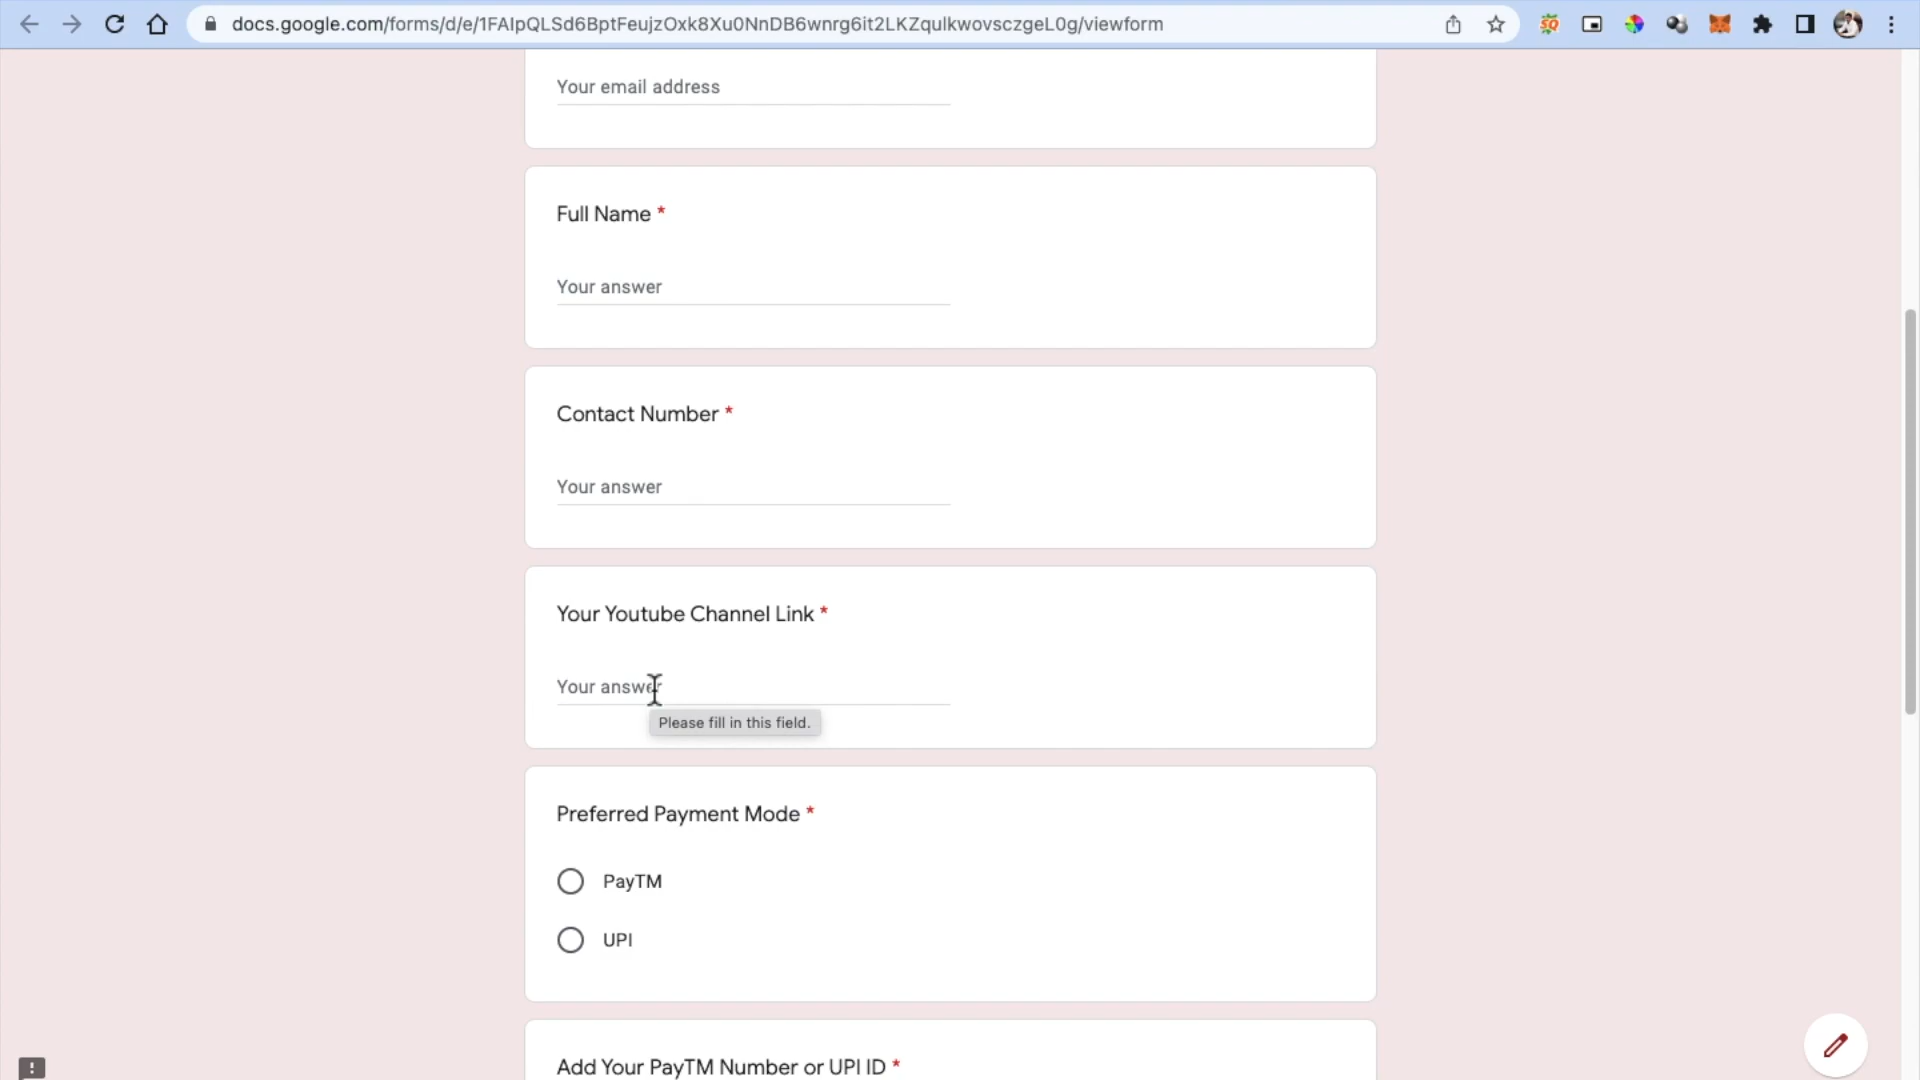 docs.google.com/forms/d/e/1FAIpQLSd6BptFeujzOxk8Xu0NnDB6wnrg6it2LKZqulkwovsczgeL0g/viewform
Your email address
Full Name *
Your answer
Contact Number *
Your answer
Your Youtube Channel Link *
Your answer
Please fill in this field.
Preferred Payment Mode *
PayTM
UPI
Add Your PayTM Number or UPI ID *